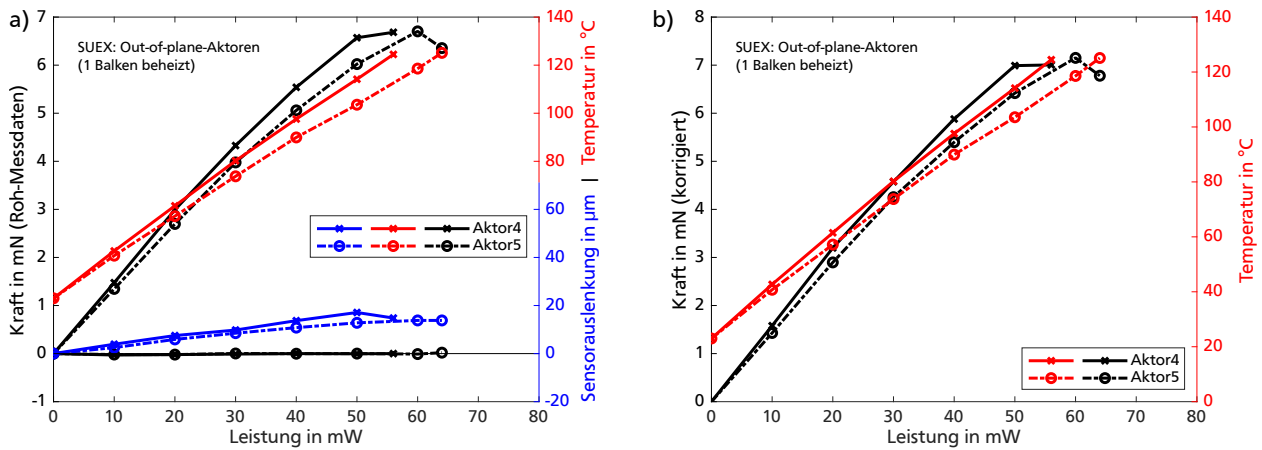 a)
SUEX: Out-of-plane-Aktoren
(1 Balken beheizt)
Kraft in mN (Roh-Messdaten)
7
6
5
4
3
2
1
0
-1
0 10 20 30 40 50 60 70 80
Leistung in mW
140
120
100
80
60
40
20
0
-20
Sensorauslenkung in µm | Temperatur in °C
Aktor4
Aktor5
b)
SUEX: Out-of-plane-Aktoren
(1 Balken beheizt)
Kraft in mN (korrigiert)
8
7
6
5
4
3
2
1
0
0 10 20 30 40 50 60 70 80
Leistung in mW
140
120
100
80
60
40
20
0
Temperatur in °C
Aktor4
Aktor5